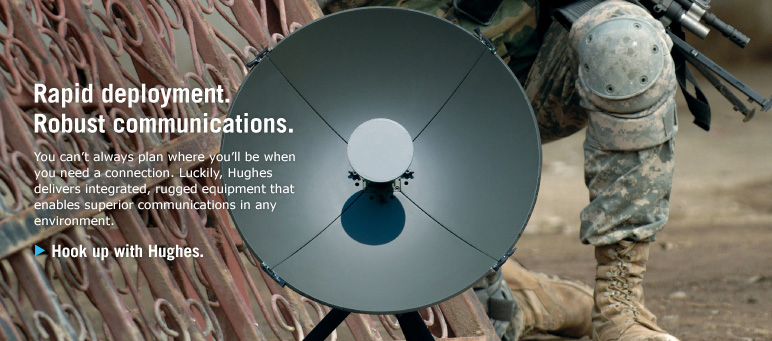 Rapid deployment.
Robust communications.
You can't always plan where you'll be when
you need a connection. Luckily, Hughes
delivers integrated, rugged equipment that
enables superior communications in any
environment.
Hook up with Hughes.